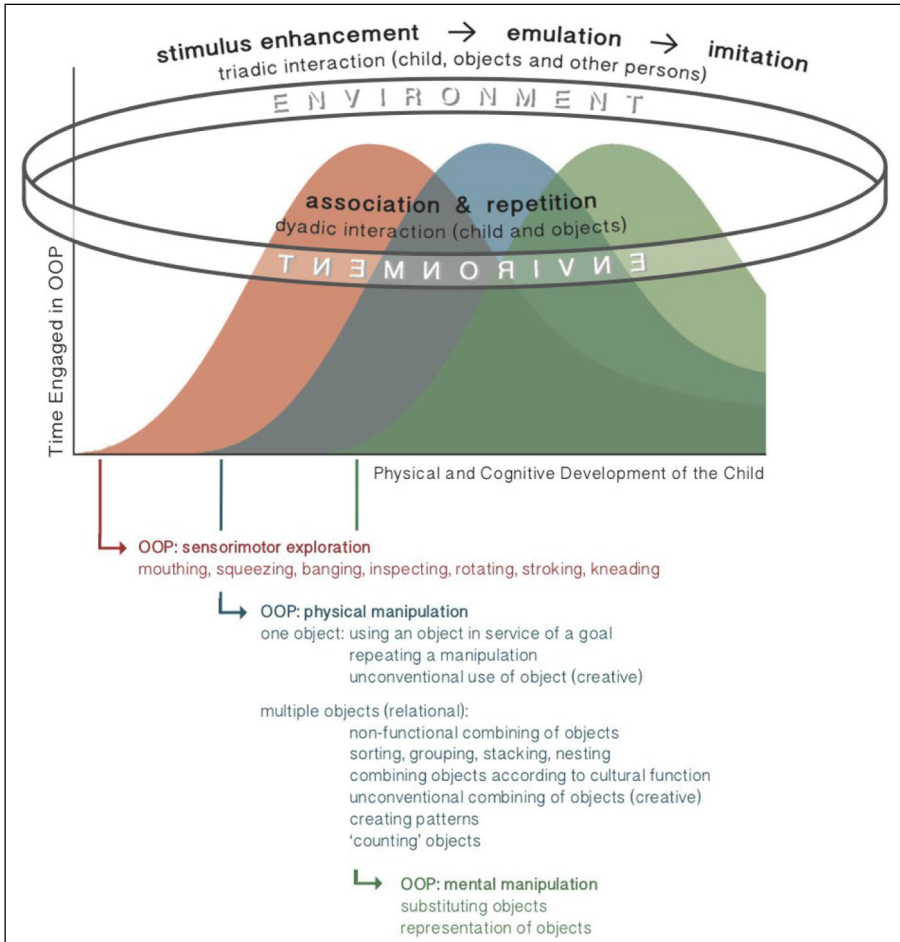 stimulus enhancement → emulation → imitation
triadic interaction (child, objects and other persons)
ENVIRONMENT
association & repetition
dyadic interaction (child and objects)
ENVIRONMENT
Time Engaged in OOP
Physical and Cognitive Development of the Child
OOP: sensorimotor exploration
mouthing, squeezing, banging, inspecting, rotating, stroking, kneading
OOP: physical manipulation
one object: using an object in service of a goal
repeating a manipulation
unconventional use of object (creative)
multiple objects (relational):
non-functional combining of objects
sorting, grouping, stacking, nesting
combining objects according to cultural function
unconventional combining of objects (creative)
creating patterns
‘counting’ objects
OOP: mental manipulation
substituting objects
representation of objects